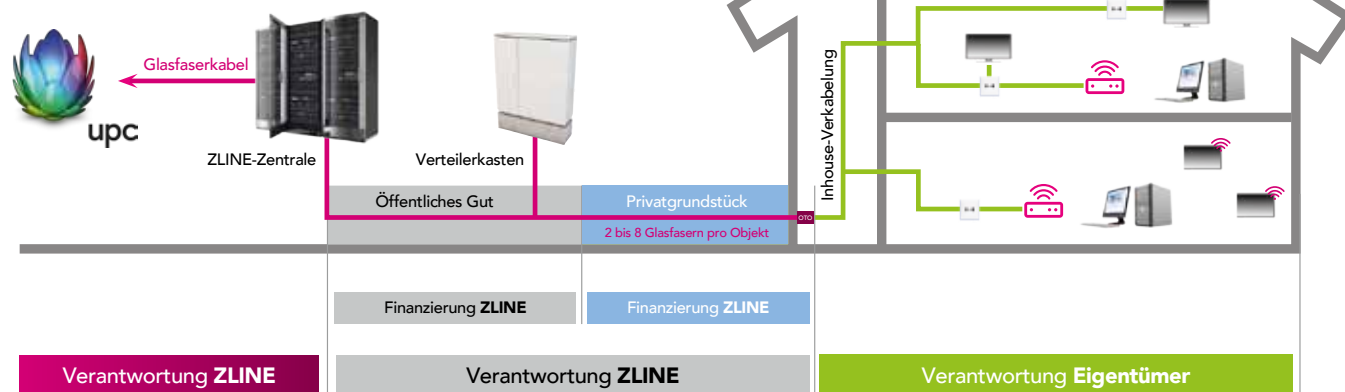 Glasfaserkabel
upc
ZLINE-Zentrale
Verteilerkasten
Inhouse-Verkabelung
Öffentliches Gut
Privatgrundstück
OTO
2 bis 8 Glasfasern pro Objekt
Finanzierung ZLINE
Finanzierung ZLINE
Verantwortung ZLINE
Verantwortung ZLINE
Verantwortung Eigentümer